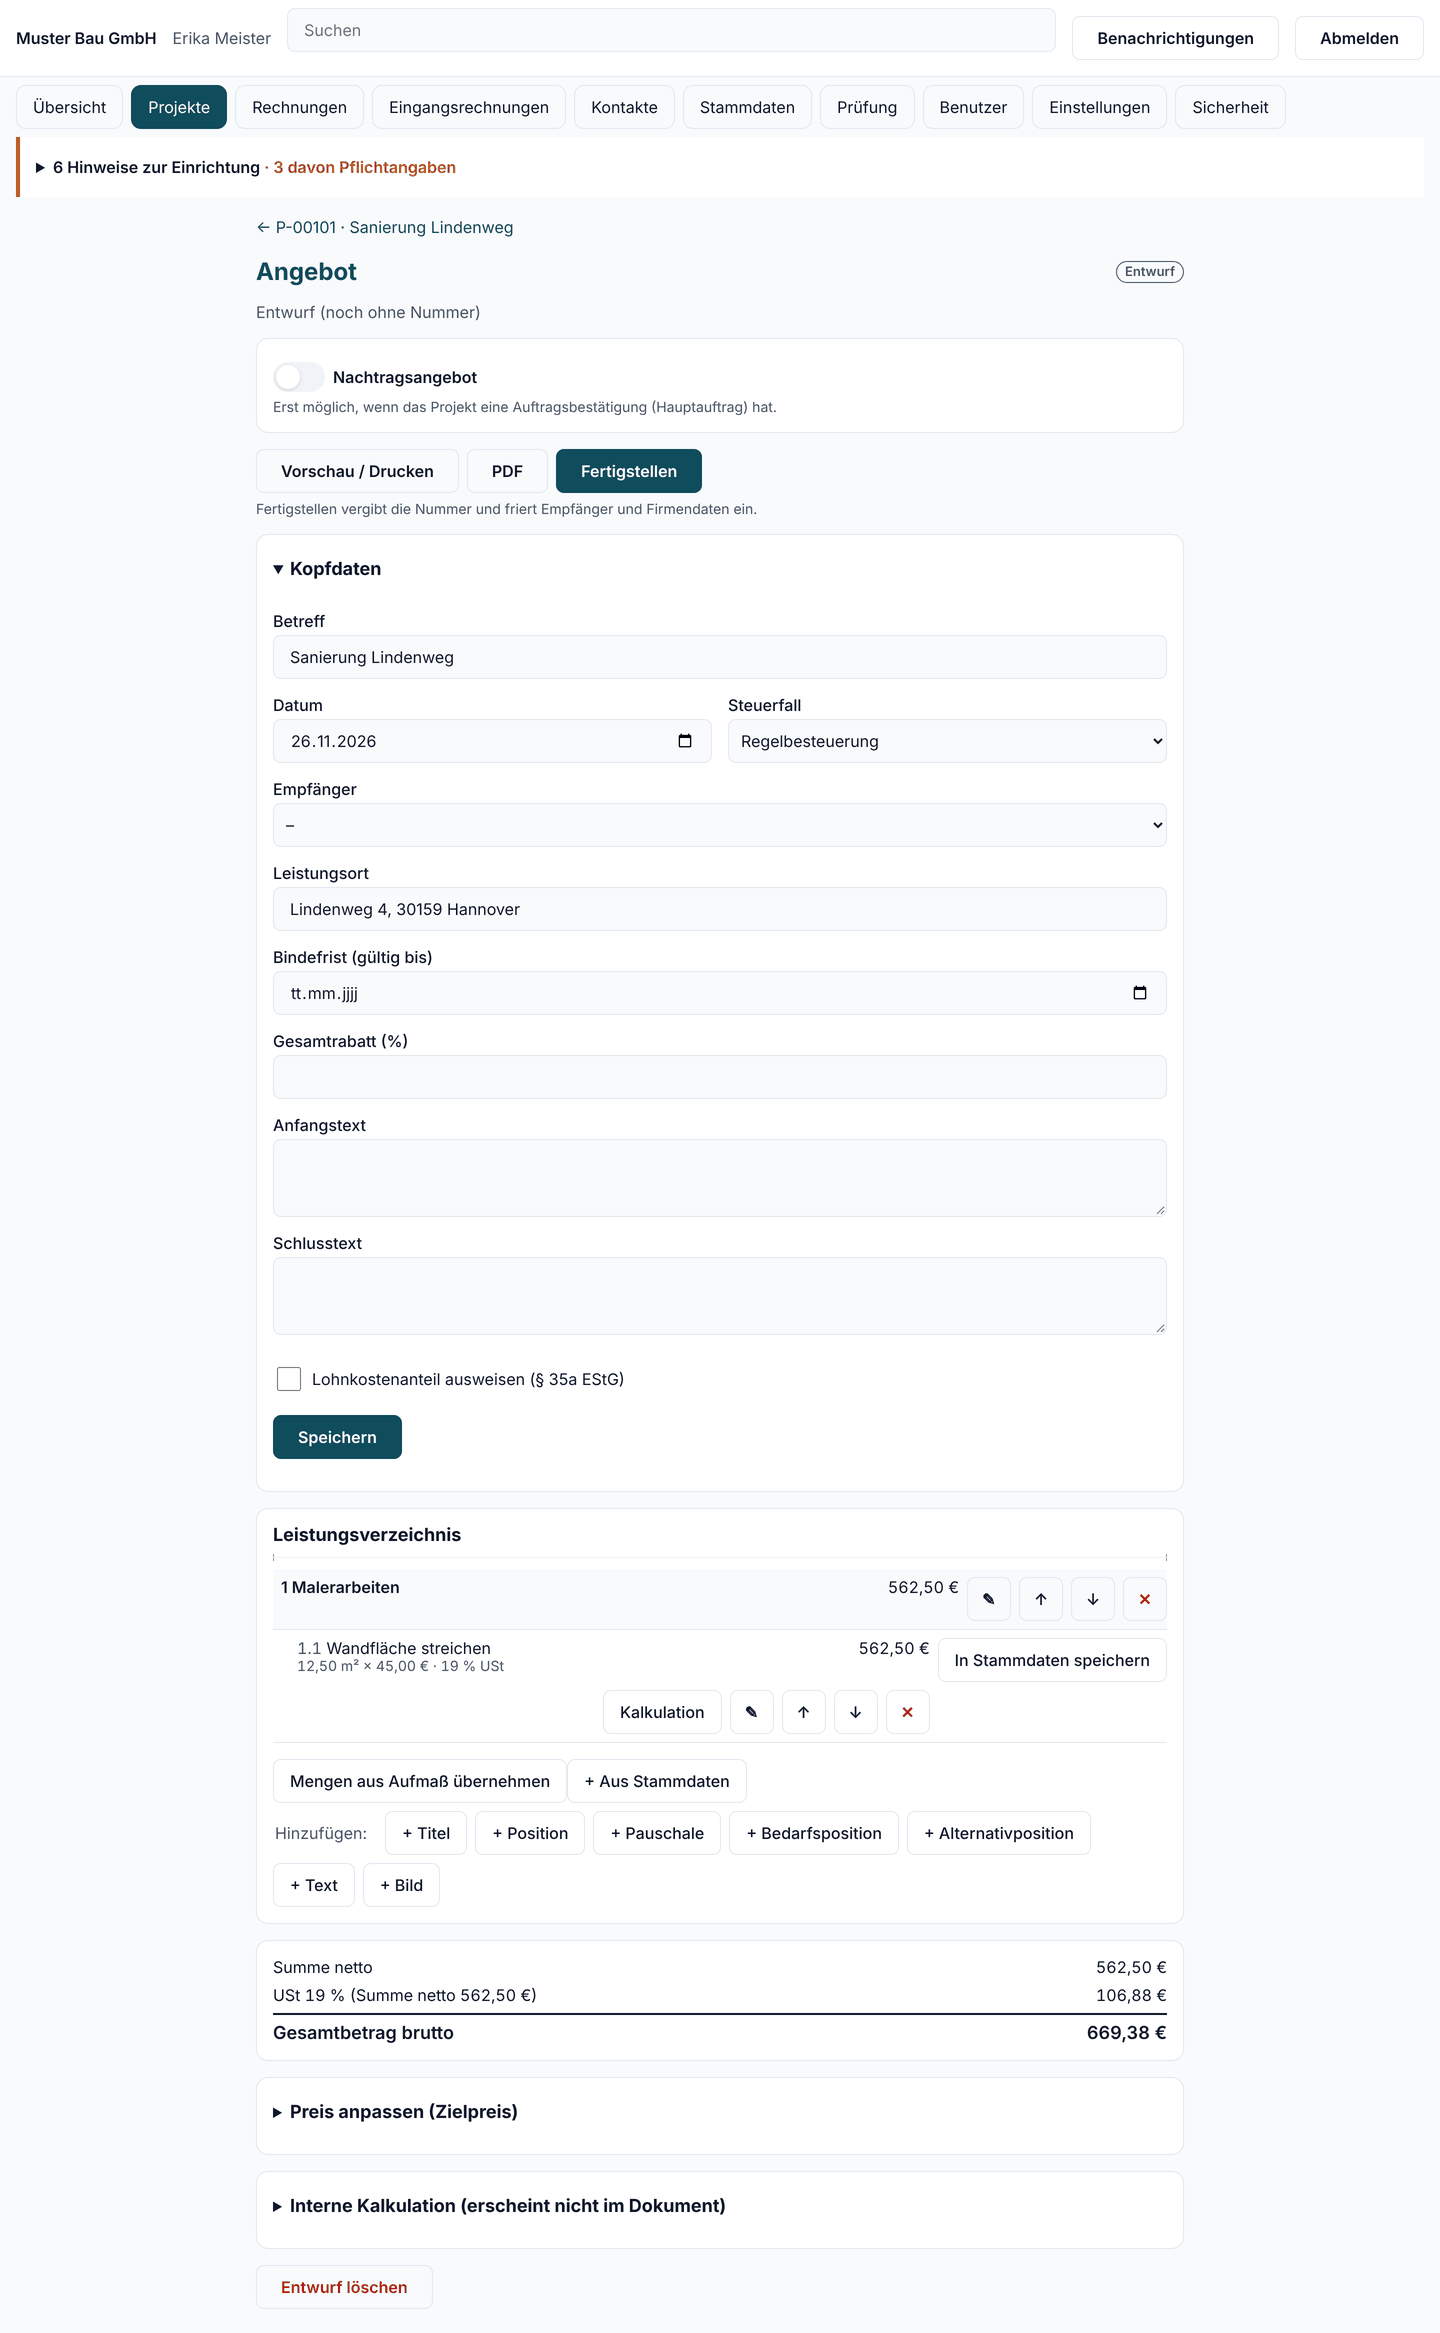 Muster Bau GmbH Erika Meister Suchen Benachrichtigungen Abmelden
Übersicht Projekte Rechnungen Eingangsrechnungen Kontakte Stammdaten Prüfung Benutzer Einstellungen Sicherheit
▶ 6 Hinweise zur Einrichtung · 3 davon Pflichtangaben
← P-00101 · Sanierung Lindenweg
Angebot Entwurf
Entwurf (noch ohne Nummer)
Nachtragsangebot
Erst möglich, wenn das Projekt eine Auftragsbestätigung (Hauptauftrag) hat.
Vorschau / Drucken PDF Fertigstellen
Fertigstellen vergibt die Nummer und friert Empfänger und Firmendaten ein.
▼ Kopfdaten
Betreff
Sanierung Lindenweg
Datum Steuerfall
26.11.2026 Regelbesteuerung
Empfänger
–
Leistungsort
Lindenweg 4, 30159 Hannover
Bindefrist (gültig bis)
tt.mm.jjjj
Gesamtrabatt (%)
Anfangstext
Schlusstext
Lohnkostenanteil ausweisen (§ 35a EStG)
Speichern
Leistungsverzeichnis
1 Malerarbeiten 562,50 € ✎ ↑ ↓ ✕
1.1 Wandfläche streichen 562,50 € In Stammdaten speichern
12,50 m² × 45,00 € · 19 % USt
Kalkulation ✎ ↑ ↓ ✕
Mengen aus Aufmaß übernehmen + Aus Stammdaten
Hinzufügen: + Titel + Position + Pauschale + Bedarfsposition + Alternativposition
+ Text + Bild
Summe netto 562,50 €
USt 19 % (Summe netto 562,50 €) 106,88 €
Gesamtbetrag brutto 669,38 €
▶ Preis anpassen (Zielpreis)
▶ Interne Kalkulation (erscheint nicht im Dokument)
Entwurf löschen